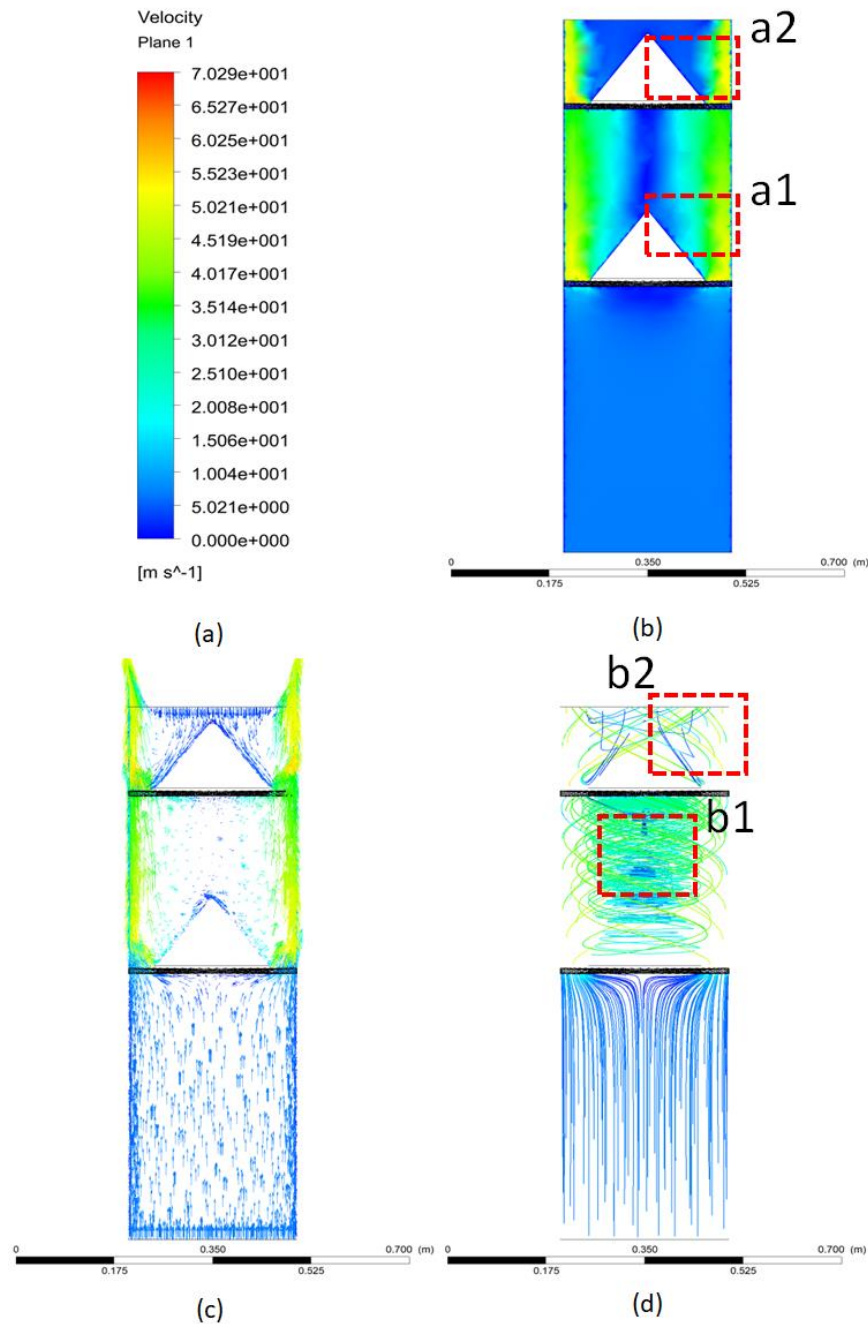 Velocity
Plane 1
7.029e+001
6.527e+001
6.025e+001
5.523e+001
5.021e+001
4.519e+001
4.017e+001
3.514e+001
3.012e+001
2.510e+001
2.008e+001
1.506e+001
1.004e+001
5.021e+000
0.000e+000
[m s^-1]
(a)
a2
a1
0 0.350 0.700 (m)
0.175 0.525
(b)
0 0.350 0.700 (m)
0.175 0.525
(c)
b2
b1
0 0.350 0.700 (m)
0.175 0.525
(d)